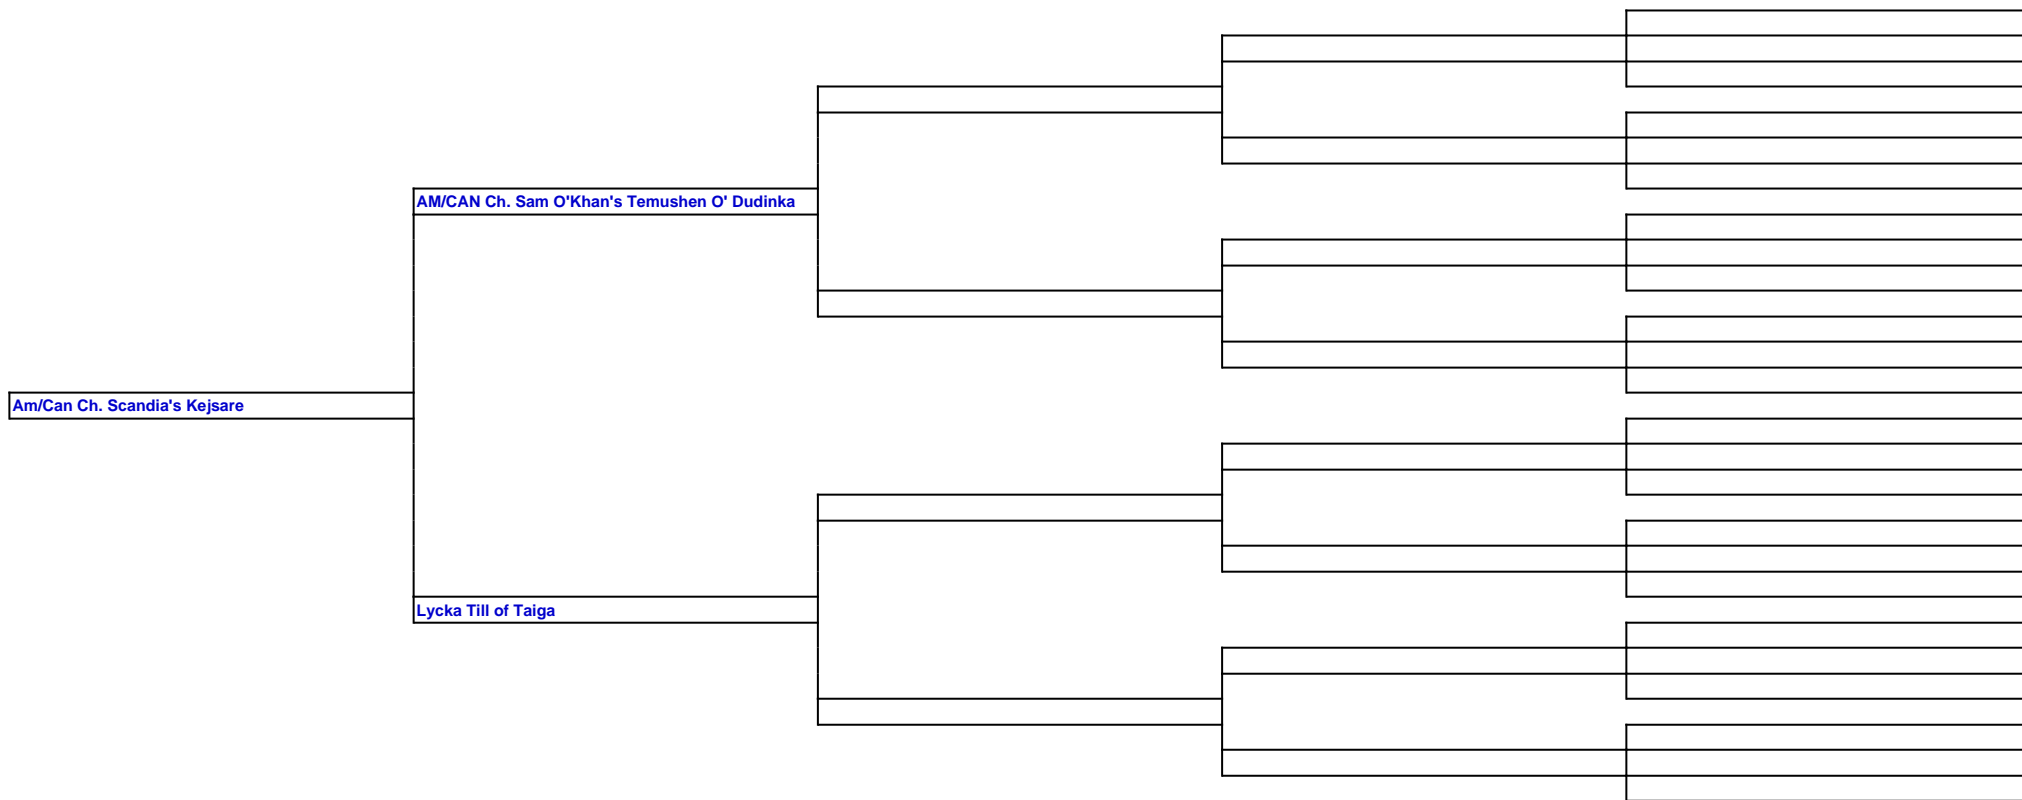 AM/CAN Ch. Sam O'Khan's Temushen O' Dudinka
Am/Can Ch. Scandia's Kejsare
Lycka Till of Taiga